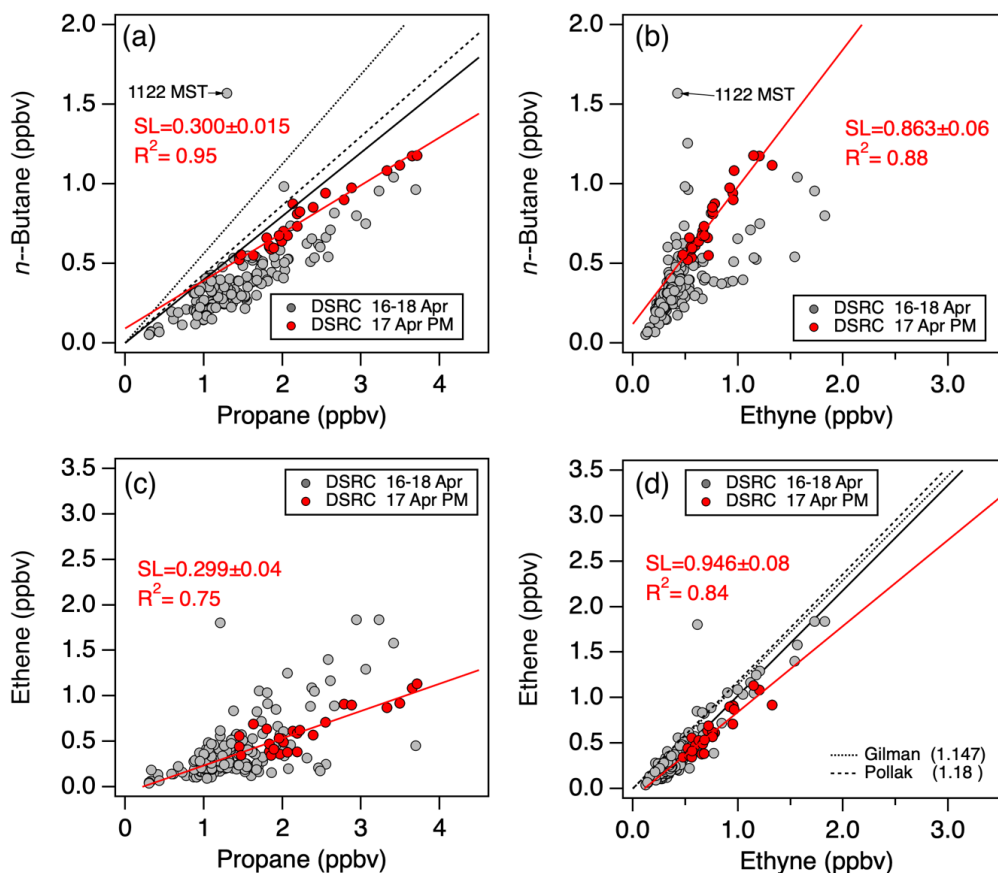 (a)
2.0
1.5
1.0
0.5
0.0
n--Butane (ppbv)
1122 MST
SL=0.300±0.015
R2= 0.95
DSRC 16-18 Apr
DSRC 17 Apr PM
0 1 2 3 4
Propane (ppbv)
(b)
2.0
1.5
1.0
0.5
0.0
n--Butane (ppbv)
1122 MST
SL=0.863±0.06
R2= 0.88
DSRC 16-18 Apr
DSRC 17 Apr PM
0.0 1.0 2.0 3.0
Ethyne (ppbv)
(c)
3.5
3.0
2.5
2.0
1.5
1.0
0.5
0.0
Ethene (ppbv)
DSRC 16-18 Apr
DSRC 17 Apr PM
SL=0.299±0.04
R2= 0.75
0 1 2 3 4
Propane (ppbv)
(d)
3.5
3.0
2.5
2.0
1.5
1.0
0.5
0.0
Ethene (ppbv)
DSRC 16-18 Apr
DSRC 17 Apr PM
SL=0.946±0.08
R2= 0.84
Gilman (1.147)
Pollak (1.18 )
0.0 1.0 2.0 3.0
Ethyne (ppbv)